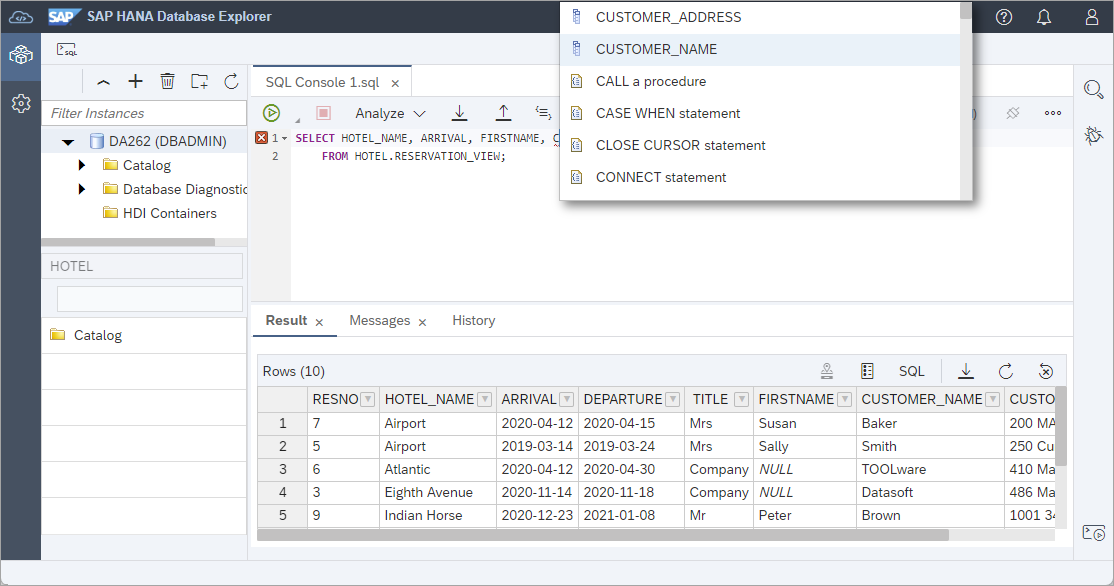 SAP SAP HANA Database Explorer
SQL
Filter Instances
DA262 (DBADMIN)
Catalog
Database Diagnostic
HDI Containers
HOTEL
Catalog
SQL Console 1.sql
Analyze
1 SELECT HOTEL_NAME, ARRIVAL, FIRSTNAME, C
2 FROM HOTEL.RESERVATION_VIEW;
CUSTOMER_ADDRESS
CUSTOMER_NAME
CALL a procedure
CASE WHEN statement
CLOSE CURSOR statement
CONNECT statement
Result Messages History
Rows (10) SQL
RESNO HOTEL_NAME ARRIVAL DEPARTURE TITLE FIRSTNAME CUSTOMER_NAME CUSTO
1 7 Airport 2020-04-12 2020-04-15 Mrs Susan Baker 200 MA
2 5 Airport 2019-03-14 2019-03-24 Mrs Sally Smith 250 Cu
3 6 Atlantic 2020-04-12 2020-04-30 Company NULL TOOLware 410 Ma
4 3 Eighth Avenue 2020-11-14 2020-11-18 Company NULL Datasoft 486 Ma
5 9 Indian Horse 2020-12-23 2021-01-08 Mr Peter Brown 1001 34